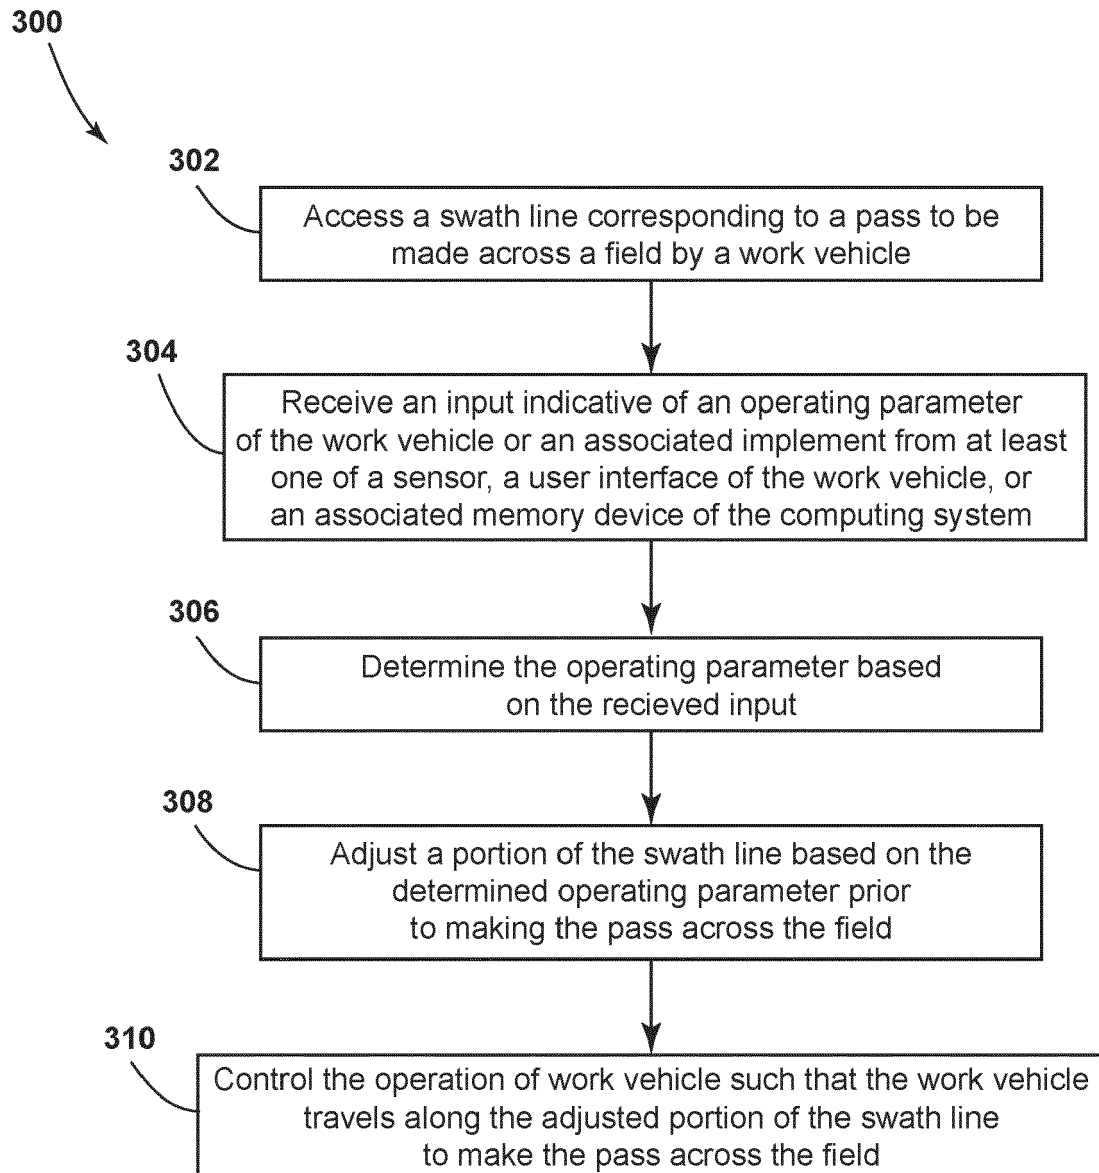 300
302
Access a swath line corresponding to a pass to be
made across a field by a work vehicle
304
Receive an input indicative of an operating parameter
of the work vehicle or an associated implement from at least
one of a sensor, a user interface of the work vehicle, or
an associated memory device of the computing system
306
Determine the operating parameter based
on the recieved input
308
Adjust a portion of the swath line based on the
determined operating parameter prior
to making the pass across the field
310
Control the operation of work vehicle such that the work vehicle
travels along the adjusted portion of the swath line
to make the pass across the field